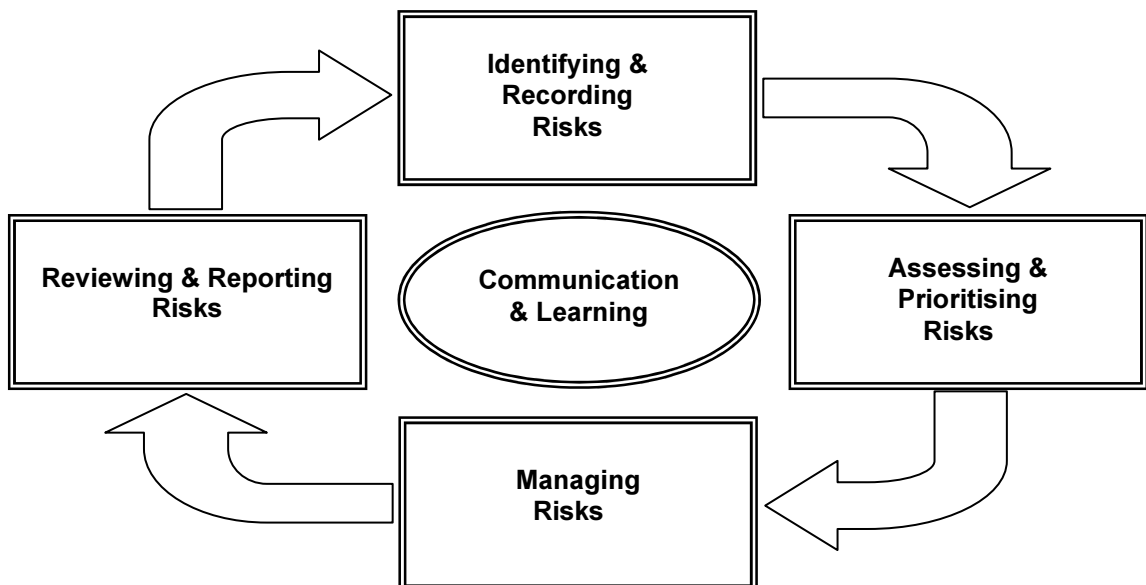 Identifying &
Recording
Risks
Assessing &
Prioritising
Risks
Reviewing & Reporting
Risks
Communication
& Learning
Managing
Risks